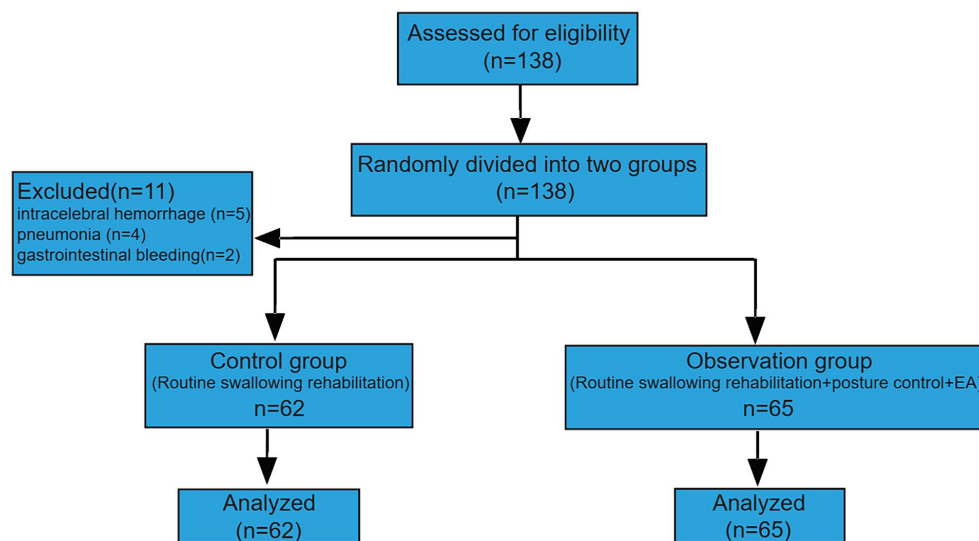 Assessed for eligibility
(n=138)
Randomly divided into two groups
(n=138)
Excluded(n=11)
intracelebral hemorrhage (n=5)
pneumonia (n=4)
gastrointestinal bleeding(n=2)
Control group
(Routine swallowing rehabilitation)
n=62
Observation group
(Routine swallowing rehabilitation+posture control+EA
n=65
Analyzed
(n=62)
Analyzed
(n=65)